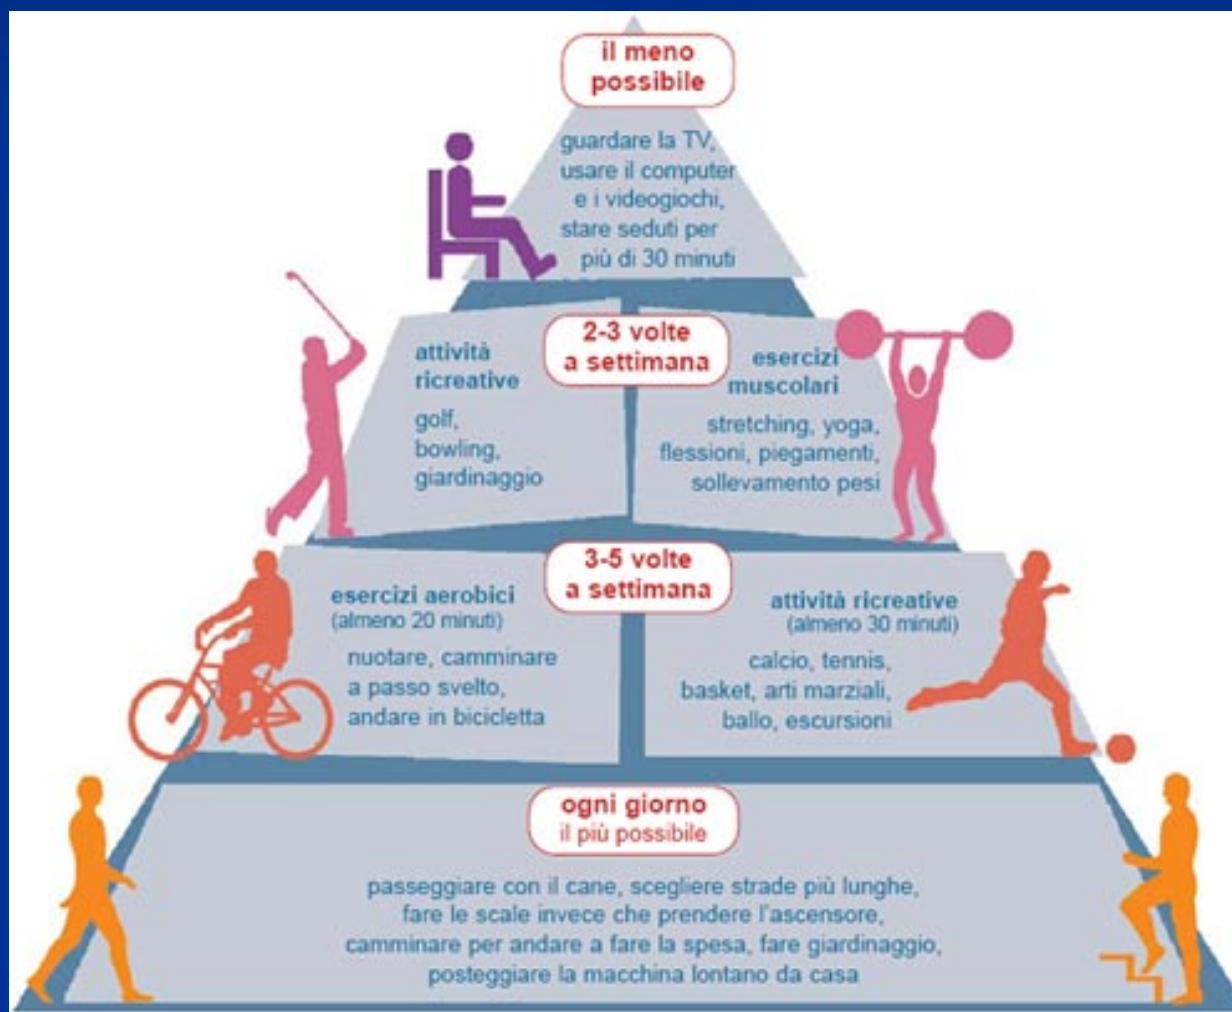 il meno
possibile
guardare la TV,
usare il computer
e i videogiochi,
stare seduti per
più di 30 minuti
2-3 volte
a settimana
attività
ricreative
golf,
bowling,
giardinaggio
esercizi
muscolari
stretching, yoga,
flessioni, piegamenti,
sollevamento pesi
3-5 volte
a settimana
esercizi aerobici
(almeno 20 minuti)
nuotare, camminare
a passo svelto,
andare in bicicletta
attività ricreative
(almeno 30 minuti)
calcio, tennis,
basket, arti marziali,
ballo, escursioni
ogni giorno
il più possibile
passeggiare con il cane, scegliere strade più lunghe,
fare le scale invece che prendere l'ascensore,
camminare per andare a fare la spesa, fare giardinaggio,
posteggiare la macchina lontano da casa